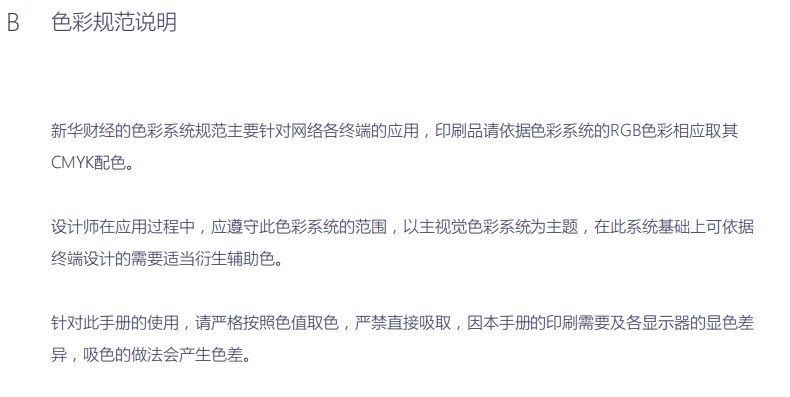 B 色彩规范说明
新华财经的色彩系统规范主要针对网络各终端的应用，印刷品请依据色彩系统的RGB色彩相应取其
CMYK配色。
设计师在应用过程中，应遵守此色彩系统的范围，以主视觉色彩系统为主题，在此系统基础上可依据
终端设计的需要适当衍生辅助色。
针对此手册的使用，请严格按照色值取色，严禁直接吸取，因本手册的印刷需要及各显示器的显色差
异，吸色的做法会产生色差。